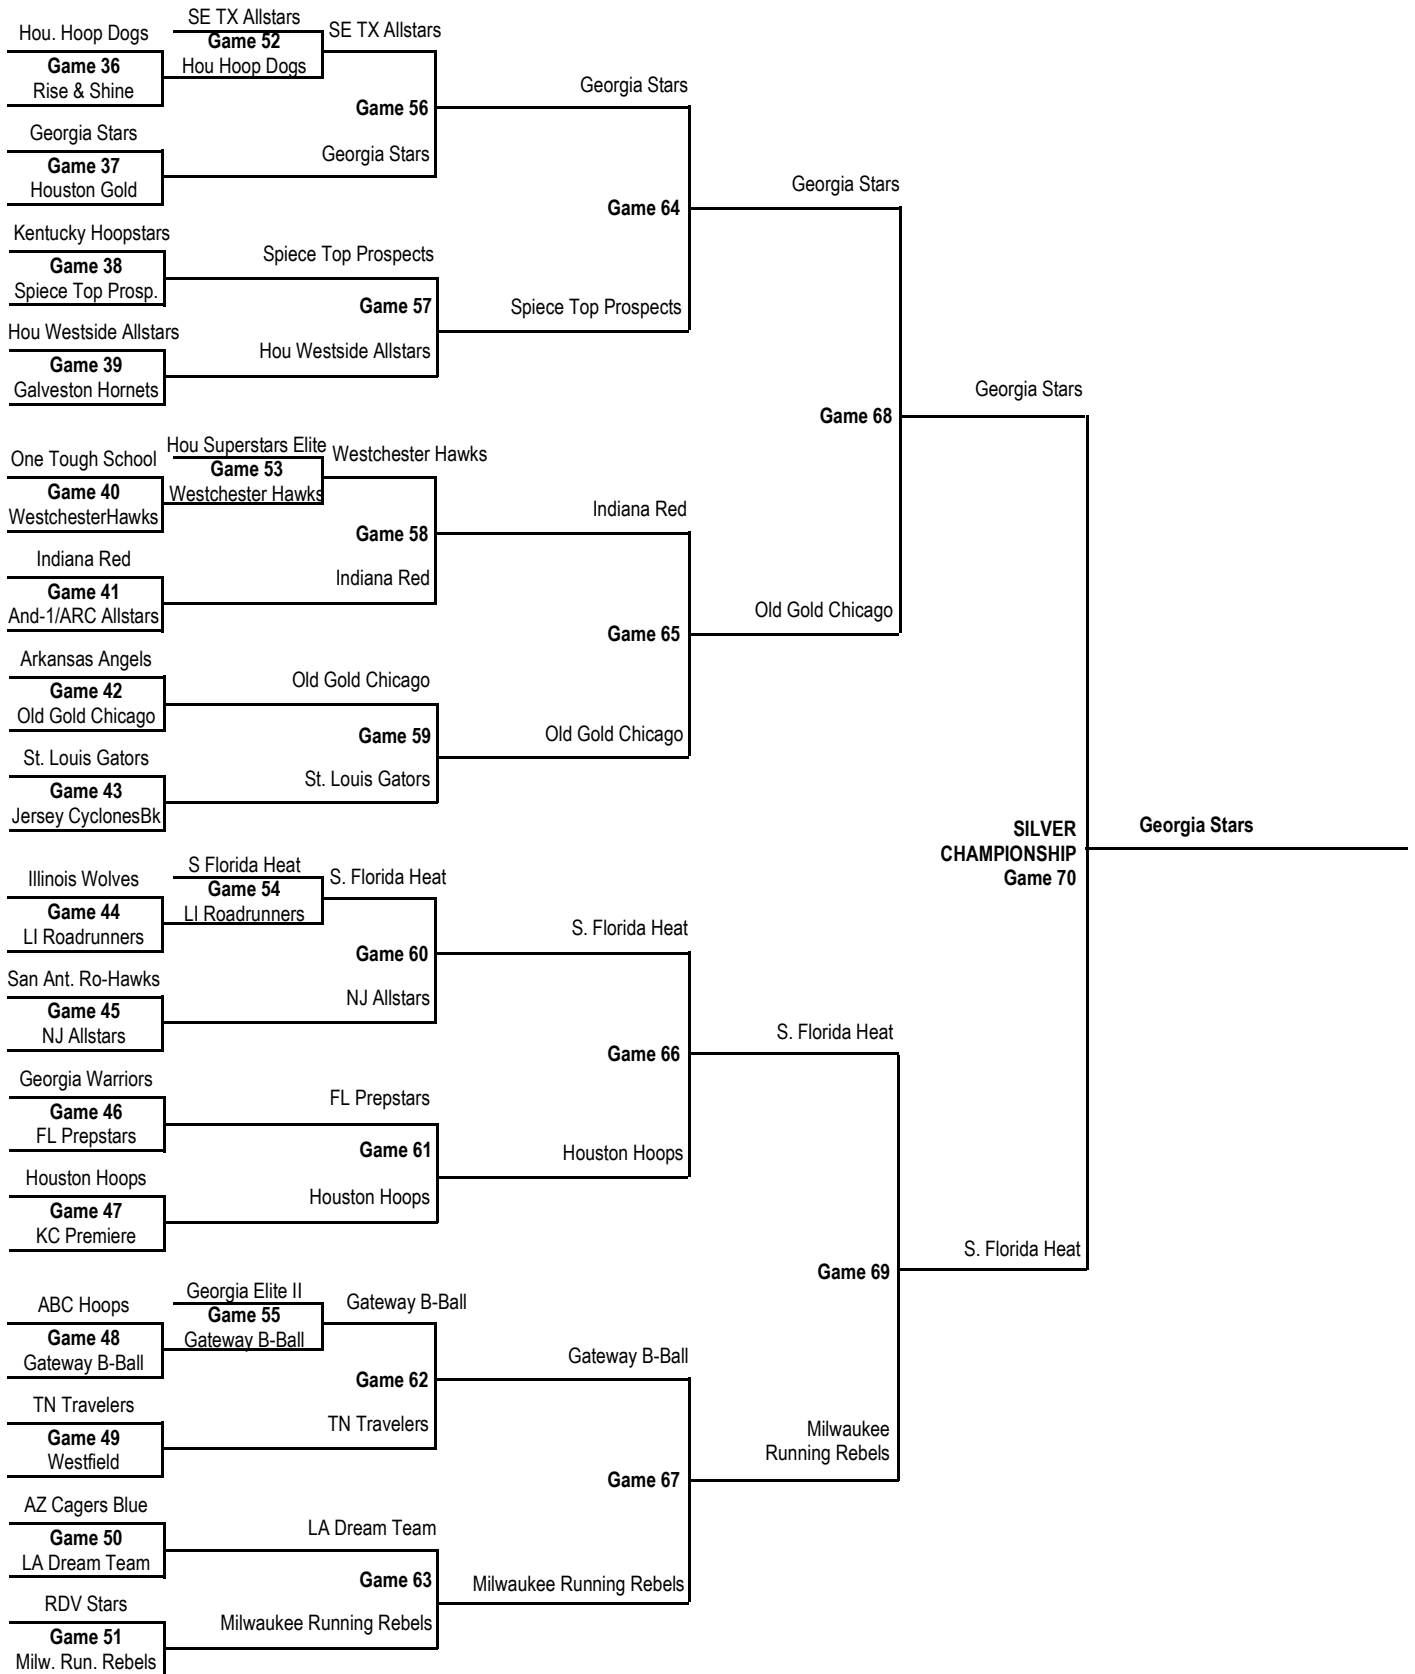 SE TX Allstars
Hou. Hoop Dogs
SE TX Allstars
Game 52
Game 36
Hou Hoop Dogs
Rise & Shine
Georgia Stars
Game 56
Georgia Stars
Georgia Stars
Game 37
Houston Gold
Georgia Stars
Game 64
Kentucky Hoopstars
Spiece Top Prospects
Game 38
Spiece Top Prosp.
Game 57
Spiece Top Prospects
Hou Westside Allstars
Hou Westside Allstars
Game 39
Galveston Hornets
Georgia Stars
Game 68
Hou Superstars Elite
Westchester Hawks
One Tough School
Game 53
Game 40
Westchester Hawks
WestchesterHawks
Indiana Red
Game 58
Indiana Red
Indiana Red
Game 41
And-1/ARC Allstars
Old Gold Chicago
Game 65
Arkansas Angels
Old Gold Chicago
Game 42
Old Gold Chicago
Game 59
Old Gold Chicago
St. Louis Gators
St. Louis Gators
Game 43
Jersey CyclonesBk
SILVER
CHAMPIONSHIP
Game 70
Georgia Stars
S Florida Heat
S. Florida Heat
Illinois Wolves
Game 54
Game 44
LI Roadrunners
LI Roadrunners
S. Florida Heat
Game 60
San Ant. Ro-Hawks
NJ Allstars
Game 45
NJ Allstars
S. Florida Heat
Game 66
Georgia Warriors
FL Prepstars
Game 46
FL Prepstars
Game 61
Houston Hoops
Houston Hoops
Houston Hoops
Game 47
KC Premiere
S. Florida Heat
Game 69
Georgia Elite II
Gateway B-Ball
ABC Hoops
Game 55
Game 48
Gateway B-Ball
Gateway B-Ball
Gateway B-Ball
Game 62
TN Travelers
TN Travelers
Game 49
Westfield
Milwaukee
Running Rebels
Game 67
AZ Cagers Blue
LA Dream Team
Game 50
LA Dream Team
Game 63
Milwaukee Running Rebels
RDV Stars
Milwaukee Running Rebels
Game 51
Milw. Run. Rebels